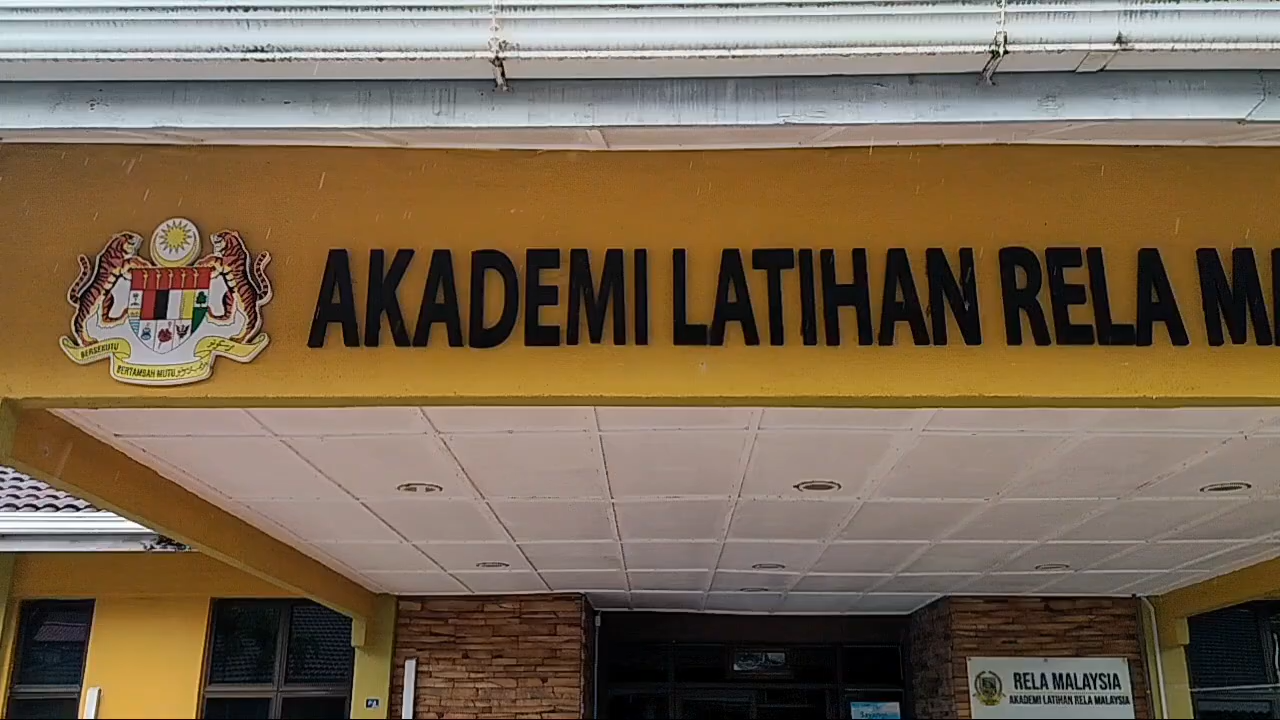 AKADEMI LATIHAN RELA M
BERSEKUTU
BERTAMBAH MUTU
RELA MALAYSIA
AKADEMI LATIHAN RELA MALAYSIA